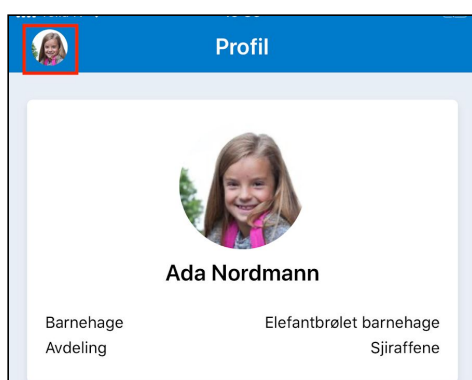 Profil
Ada Nordmann
Barnehage Elefantbrølet barnehage
Avdeling Sjiraffene